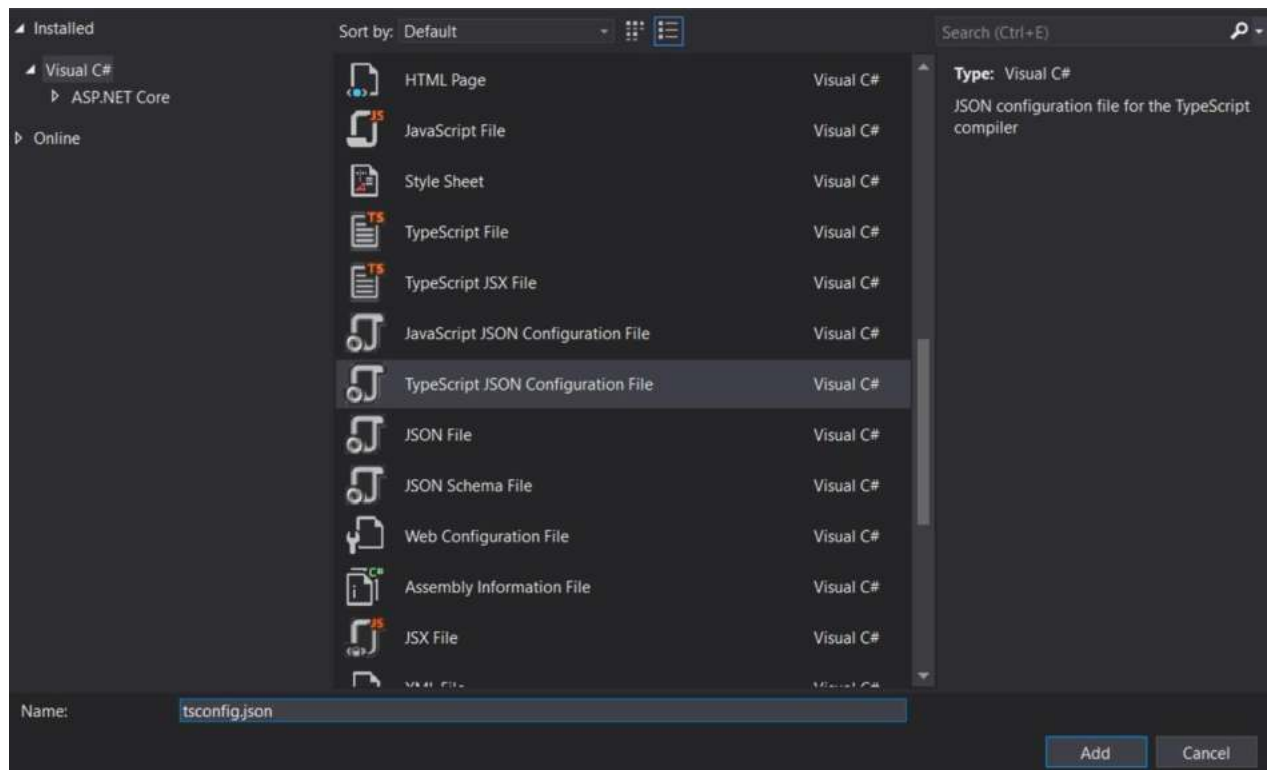 Installed
Visual C#
ASP.NET Core
Online
Sort by: Default
HTML Page Visual C#
JavaScript File Visual C#
Style Sheet Visual C#
TypeScript File Visual C#
TypeScript JSX File Visual C#
JavaScript JSON Configuration File Visual C#
TypeScript JSON Configuration File Visual C#
JSON File Visual C#
JSON Schema File Visual C#
Web Configuration File Visual C#
Assembly Information File Visual C#
JSX File Visual C#
XML File Visual C#
Search (Ctrl+E)
Type: Visual C#
JSON configuration file for the TypeScript
compiler
Name: tsconfig.json
Add Cancel